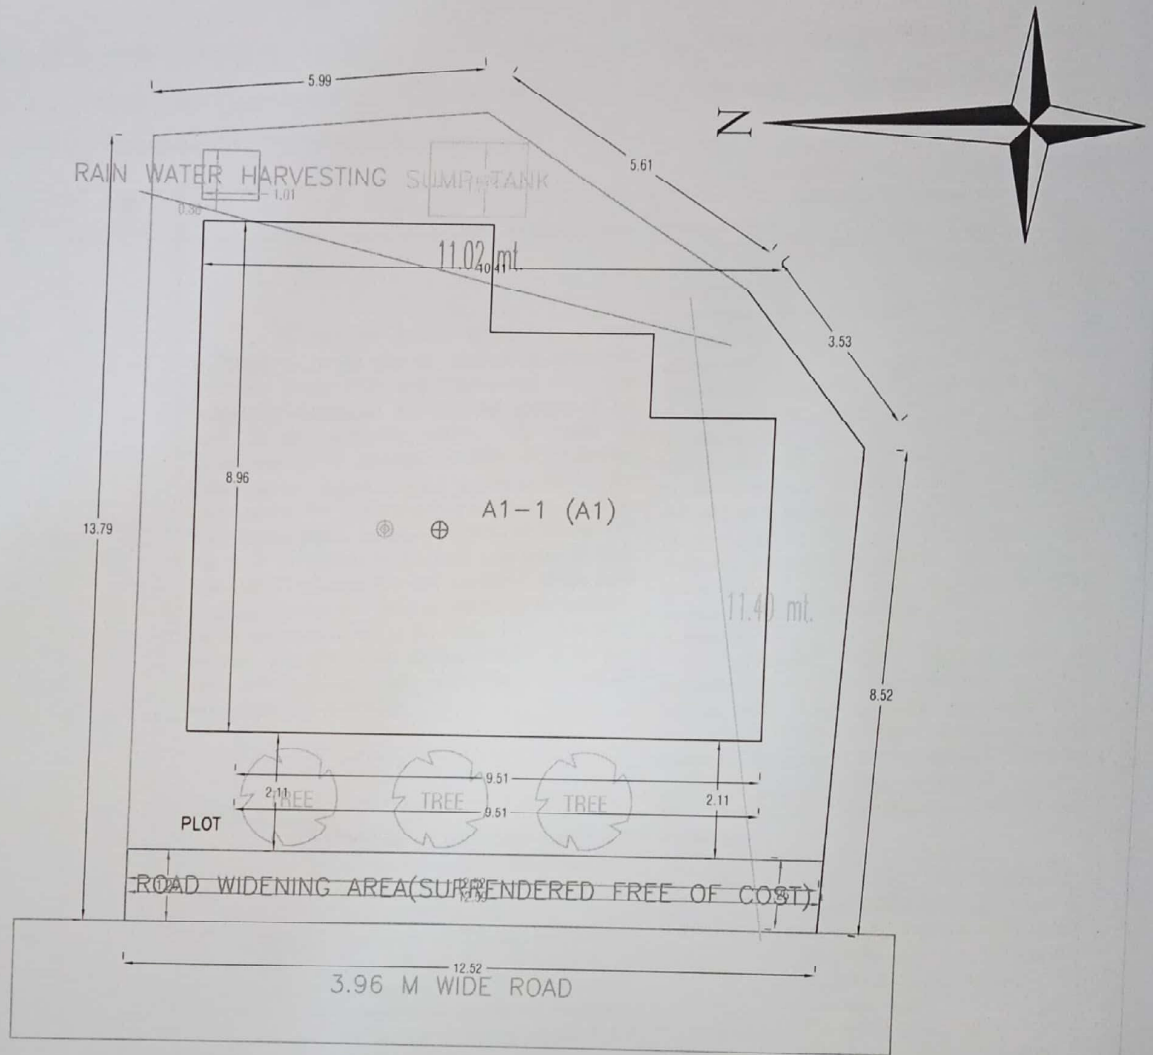 5.99
N
5.61
RAIN WATER HARVESTING SUMP TANK
1.01
11.02 mt.
10.41
3.53
8.96
A1-1 (A1)
13.79
11.40 mt.
8.52
9.51
2.11
TREE
TREE
TREE
2.11
9.51
PLOT
ROAD WIDENING AREA(SURRENDERED FREE OF COST)
12.52
3.96 M WIDE ROAD